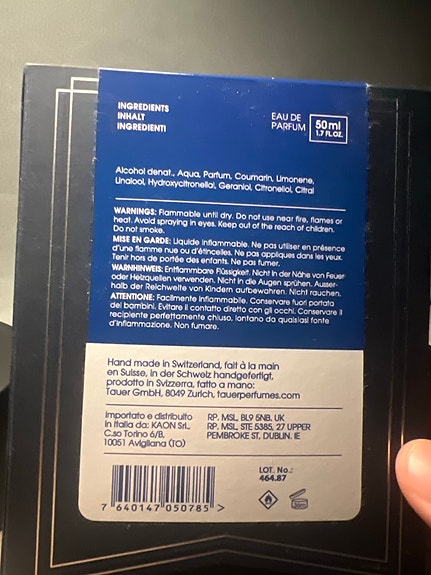 INGREDIENTS
INHALT
INGREDIENTI
EAU DE
PARFUM
50ml
1.7 FL.OZ.
Alcohol denat., Aqua, Parfum, Coumarin, Limonene,
Linalool, Hydroxycitronellal, Geraniol, Citronellol, Citral
WARNINGS: Flammable until dry. Do not use near fire, flames or
heat. Avoid spraying in eyes. Keep out of the reach of children.
Do not smoke.
MISE EN GARDE: Liquide inflammable. Ne pas utiliser en présence
d'une flamme nue ou d'étincelles. Ne pas appliquer dans les yeux.
Tenir hors de portée des enfants. Ne pas fumer.
WARNHINWEIS: Entflammbare Flüssigkeit. Nicht in der Nähe von Feuer
oder Heizquellen verwenden. Nicht in die Augen sprühen. Ausser-
halb der Reichweite von Kindern aufbewahren. Nicht rauchen.
ATTENTIONE: Facilmente infiammabile. Conservare fuori portata
dei bambini. Evitare il contatto diretto con gli occhi. Conservare il
recipiente perfettamente chiuso, lontano da qualsiasi fonte
d'infiammazione. Non fumare.
Hand made in Switzerland, fait à la main
en Suisse, in der Schweiz handgefertigt,
prodotto in Svizzera, fatto a mano:
Tauer GmbH, 8049 Zurich, tauerperfumes.com
Importato e distribuito
in Italia da: KAON Srl.,
C.so Torino 6/B,
10051 Avigliana (TO)
RP. MSL, BL9 5NB, UK
RP. MSL, STE 5385, 27 UPPER
PEMBROKE ST, DUBLIN, IE
LOT. No.:
464.87
7 640147 050785 >
36m